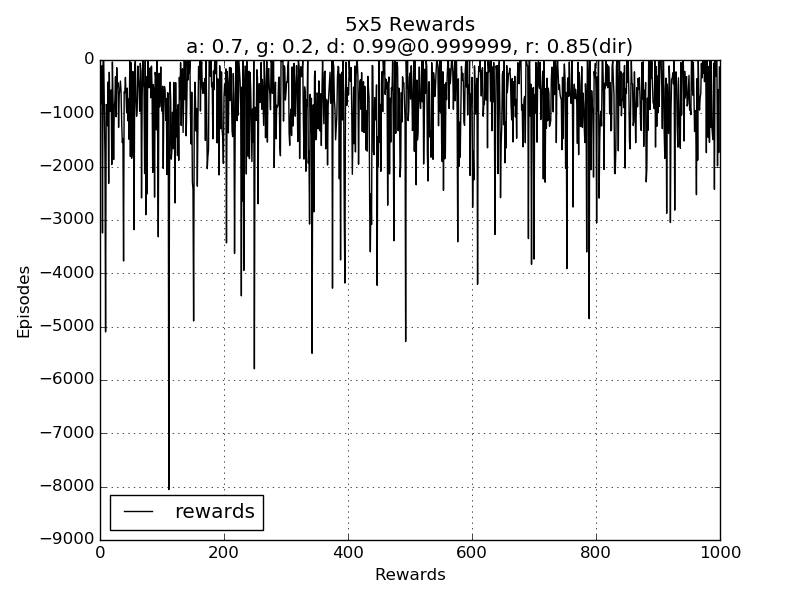 5x5 Rewards
a: 0.7, g: 0.2, d: 0.99@0.999999, r: 0.85(dir)
0
−1000
−2000
−3000
−4000
−5000
−6000
−7000
−8000
−9000
Episodes
rewards
0 200 400 600 800 1000
Rewards